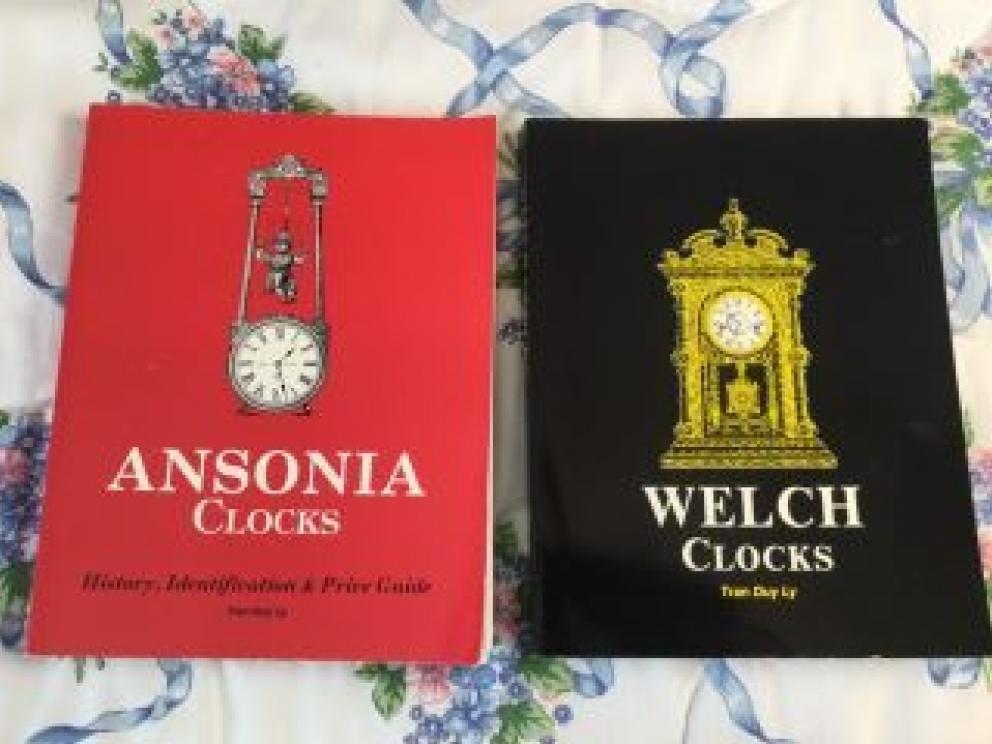 ANSONIA
CLOCKS
History, Identification & Price Guide
Tran Duy Ly
WELCH
CLOCKS
Tran Duy Ly